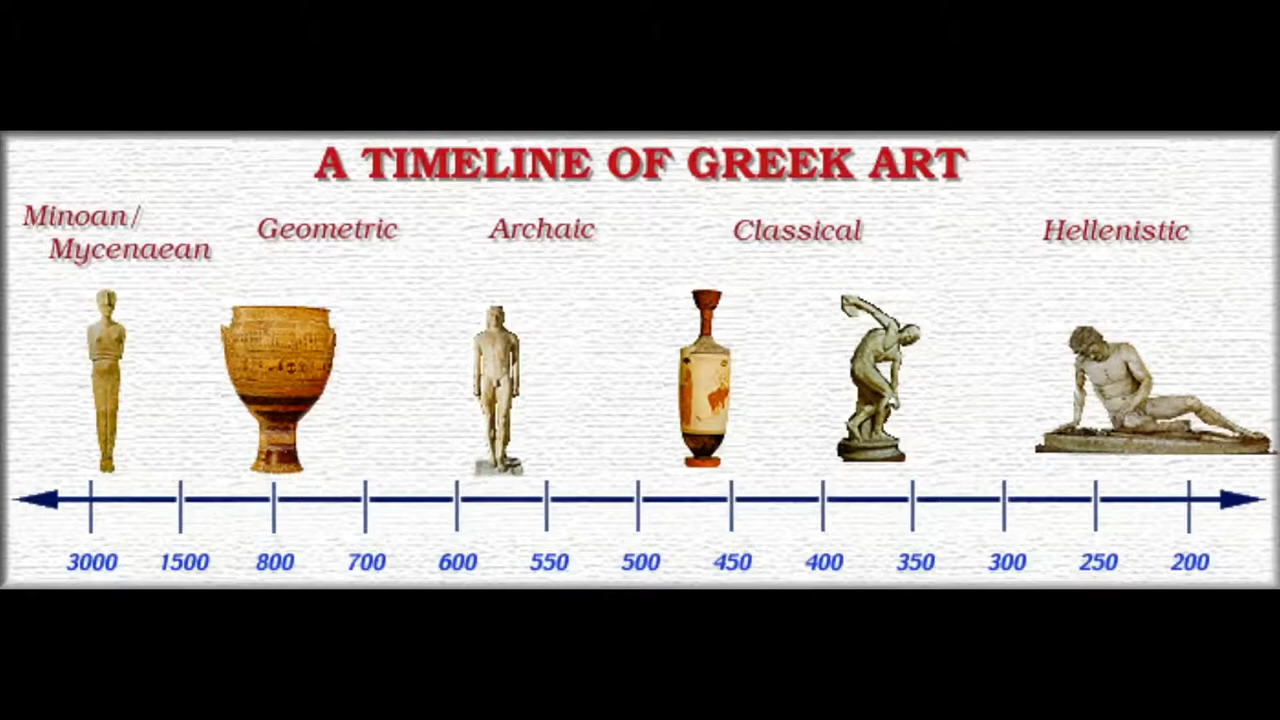 A TIMELINE OF GREEK ART
Minoan/
Mycenaean
Geometric
Archaic
Classical
Hellenistic
3000 1500 800 700 600 550 500 450 400 350 300 250 200